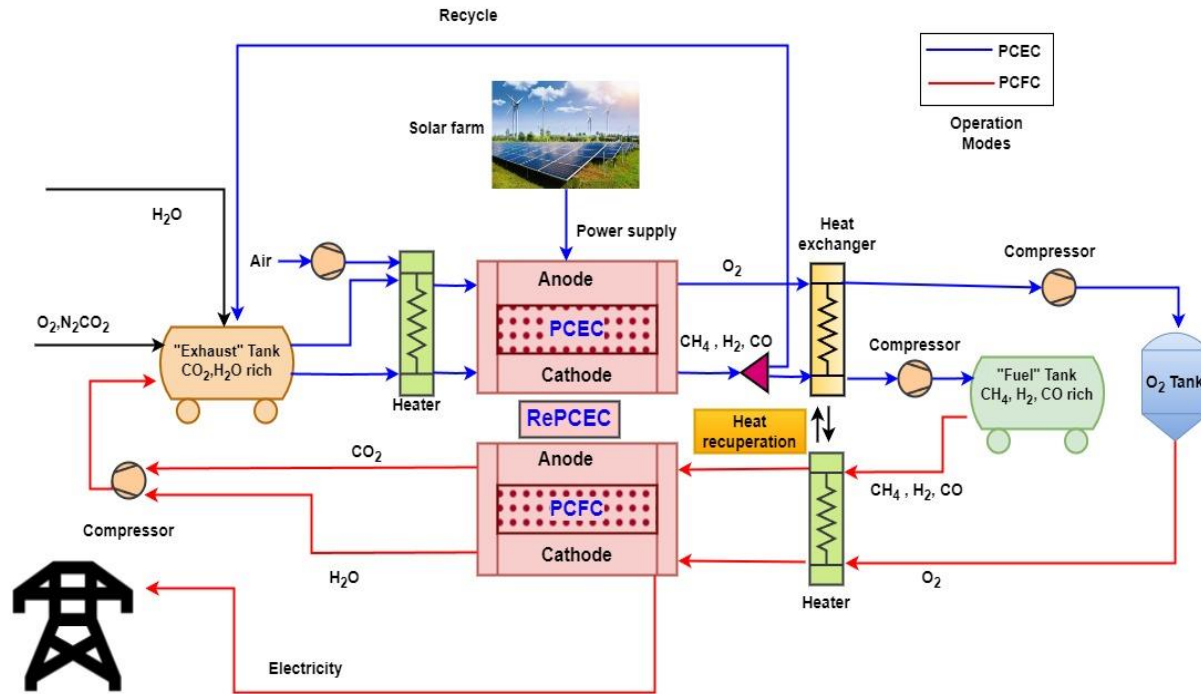 Recycle
PCEC
PCFC
Operation
Modes
Solar farm
H₂O
Power supply
Heat
exchanger
Compressor
Air
Anode
O₂
O₂,N₂CO₂
"Exhaust" Tank
CO₂,H₂O rich
PCEC
CH₄ , H₂, CO
Compressor
"Fuel" Tank
CH₄, H₂, CO
rich
O₂ Tank
Cathode
Heater
RePCEC
Heat
recuperation
Anode
CO₂
CH₄ , H₂, CO
PCFC
Compressor
Cathode
H₂O
O₂
Heater
Electricity